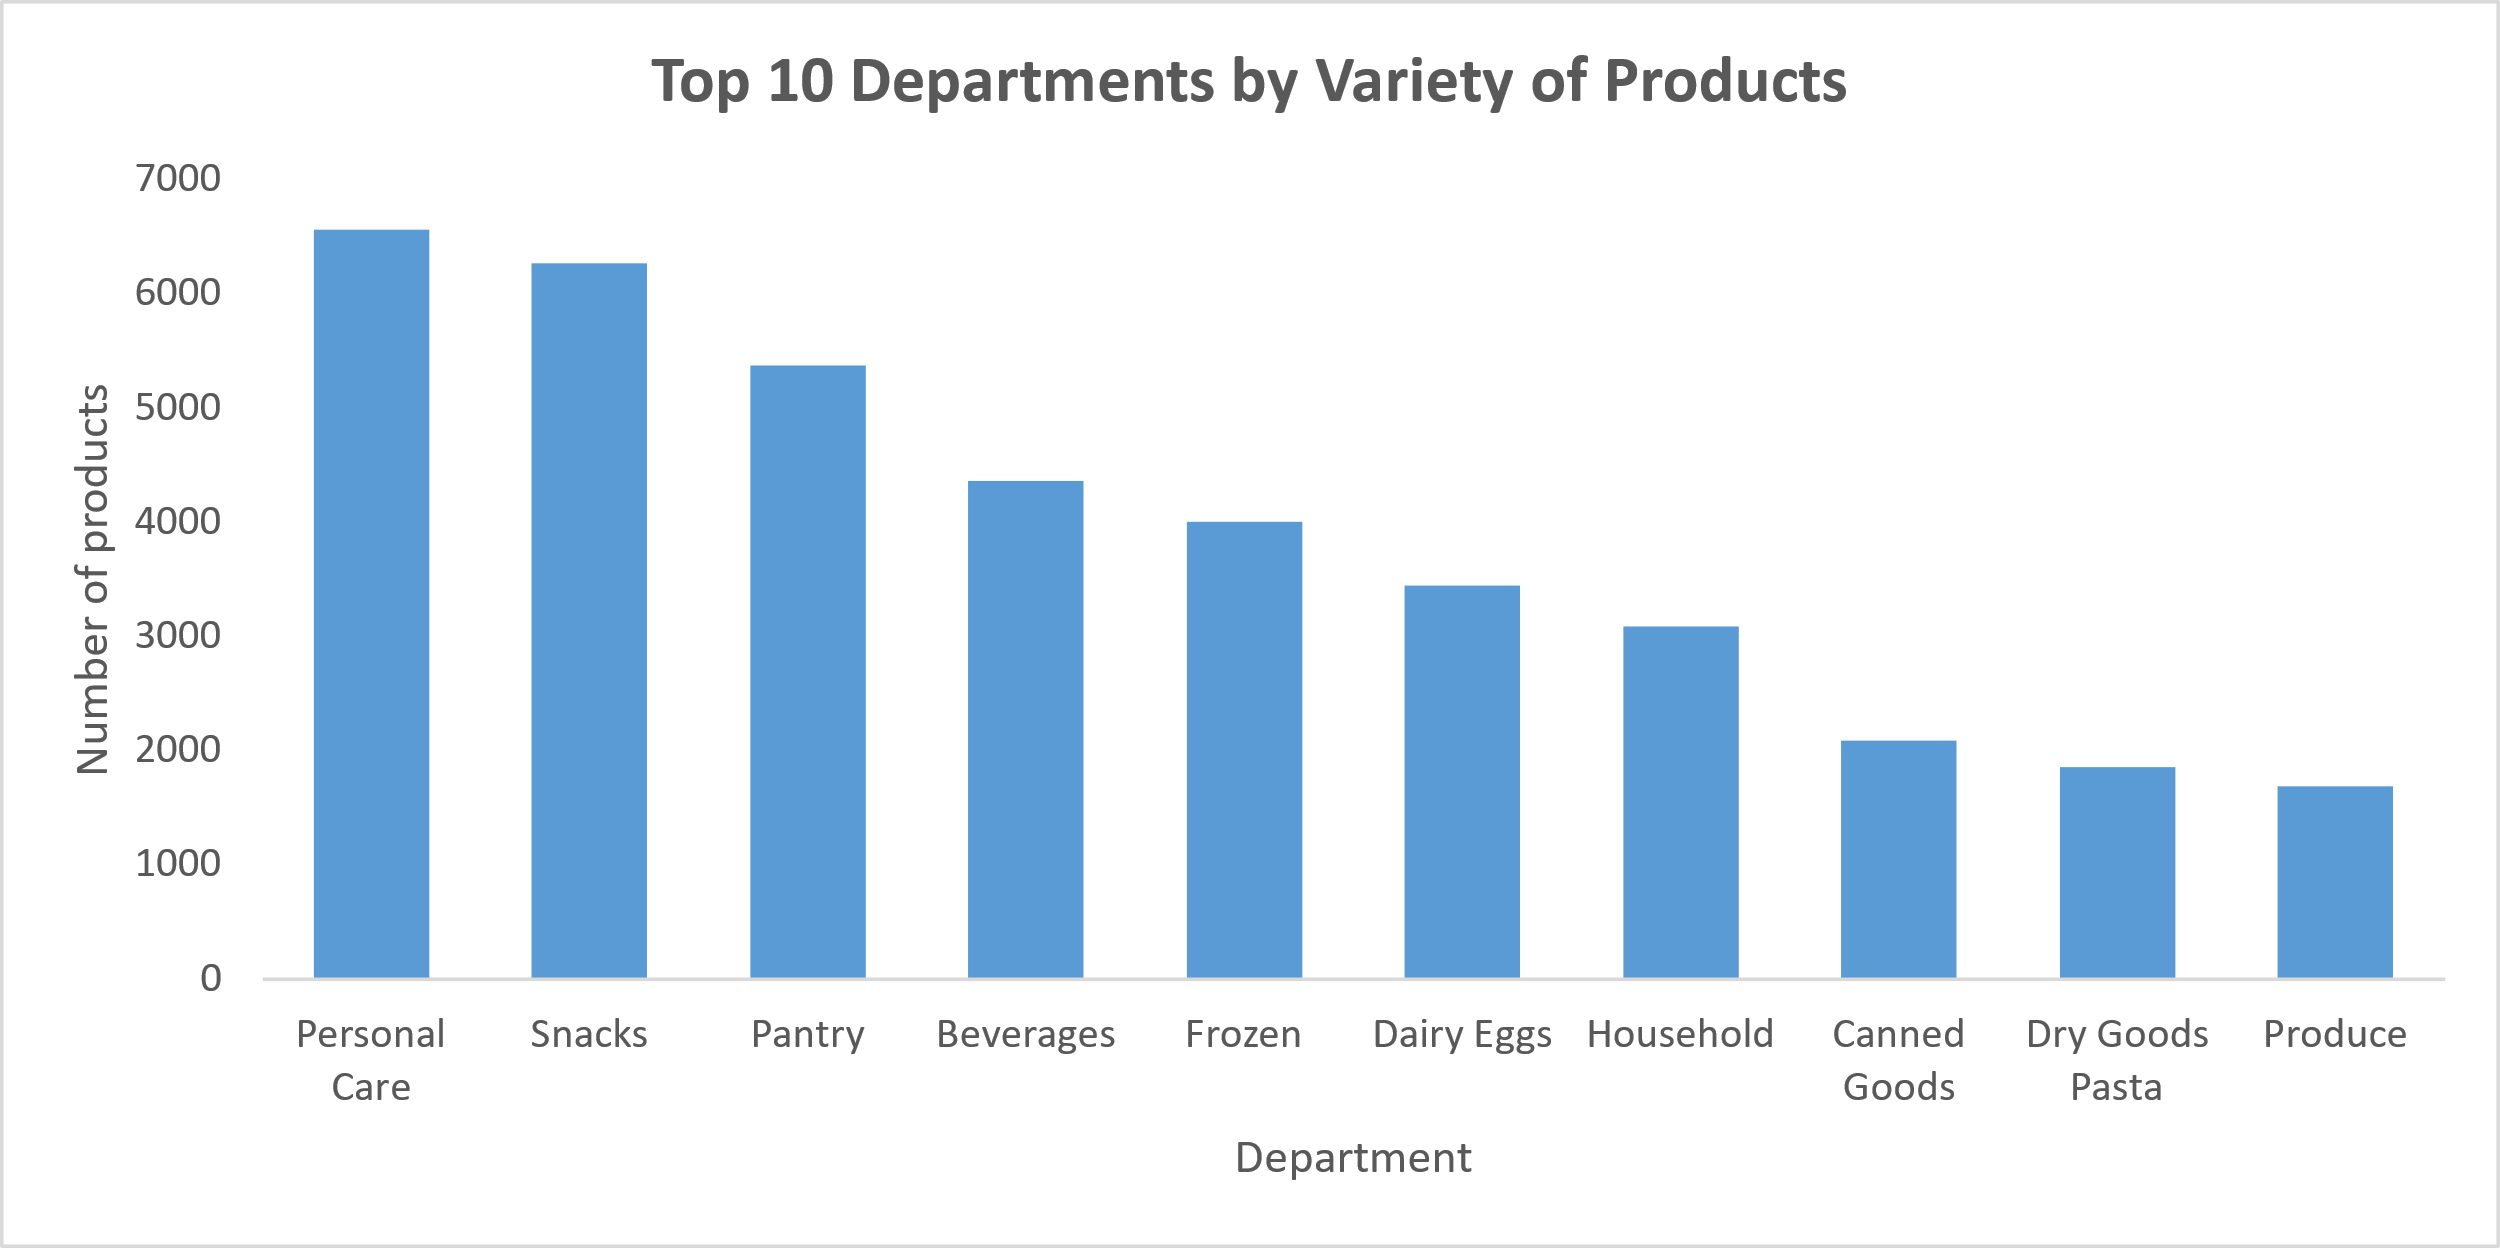 Top 10 Departments by Variety of Products
Number of products
7000
6000
5000
4000
3000
2000
1000
0
Personal Care
Snacks
Pantry
Beverages
Frozen
Dairy Eggs
Household
Canned Goods
Dry Goods Pasta
Produce
Department